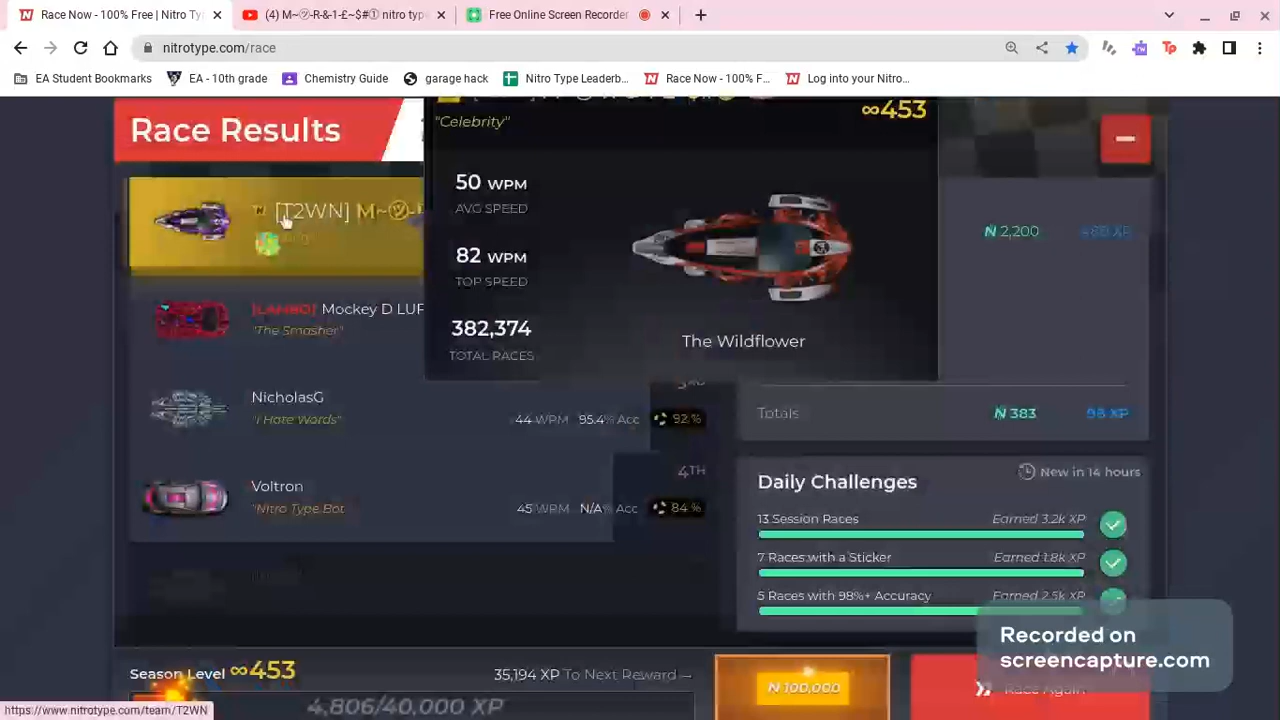 Race Now - 100% Free | Nitro T
(4) M~ⓨ-R-&-1-£~$#① nitro type
Free Online Screen Recorder
nitrotype.com/race
EA Student Bookmarks
EA - 10th grade
Chemistry Guide
garage hack
Nitro Type Leaderb...
Race Now - 100% F...
Log into your Nitro...
Race Results
"Celebrity"
∞453
50 WPM
AVG SPEED
82 WPM
TOP SPEED
382,374
TOTAL RACES
The Wildflower
[T2WN] M~ⓨ-
[LAMBO] Mockey D LUF
"The Smasher"
NicholasG
"I Hate Words"
44 WPM 95.4% Acc 92 %
4TH
Voltron
"Nitro Type Bot
45 WPM N/A% Acc 84 %
N 2,200
Totals N 383 98 XP
Daily Challenges
New in 14 hours
13 Session Races Earned 3.2k XP
7 Races with a Sticker Earned 1.8k XP
5 Races with 98%+ Accuracy Earned 2.5k XP
Recorded on
screencapture.com
Season Level ∞453
35,194 XP To Next Reward
4,806/40,000 XP
N 100,000
Race Again
https://www.nitrotype.com/team/T2WN